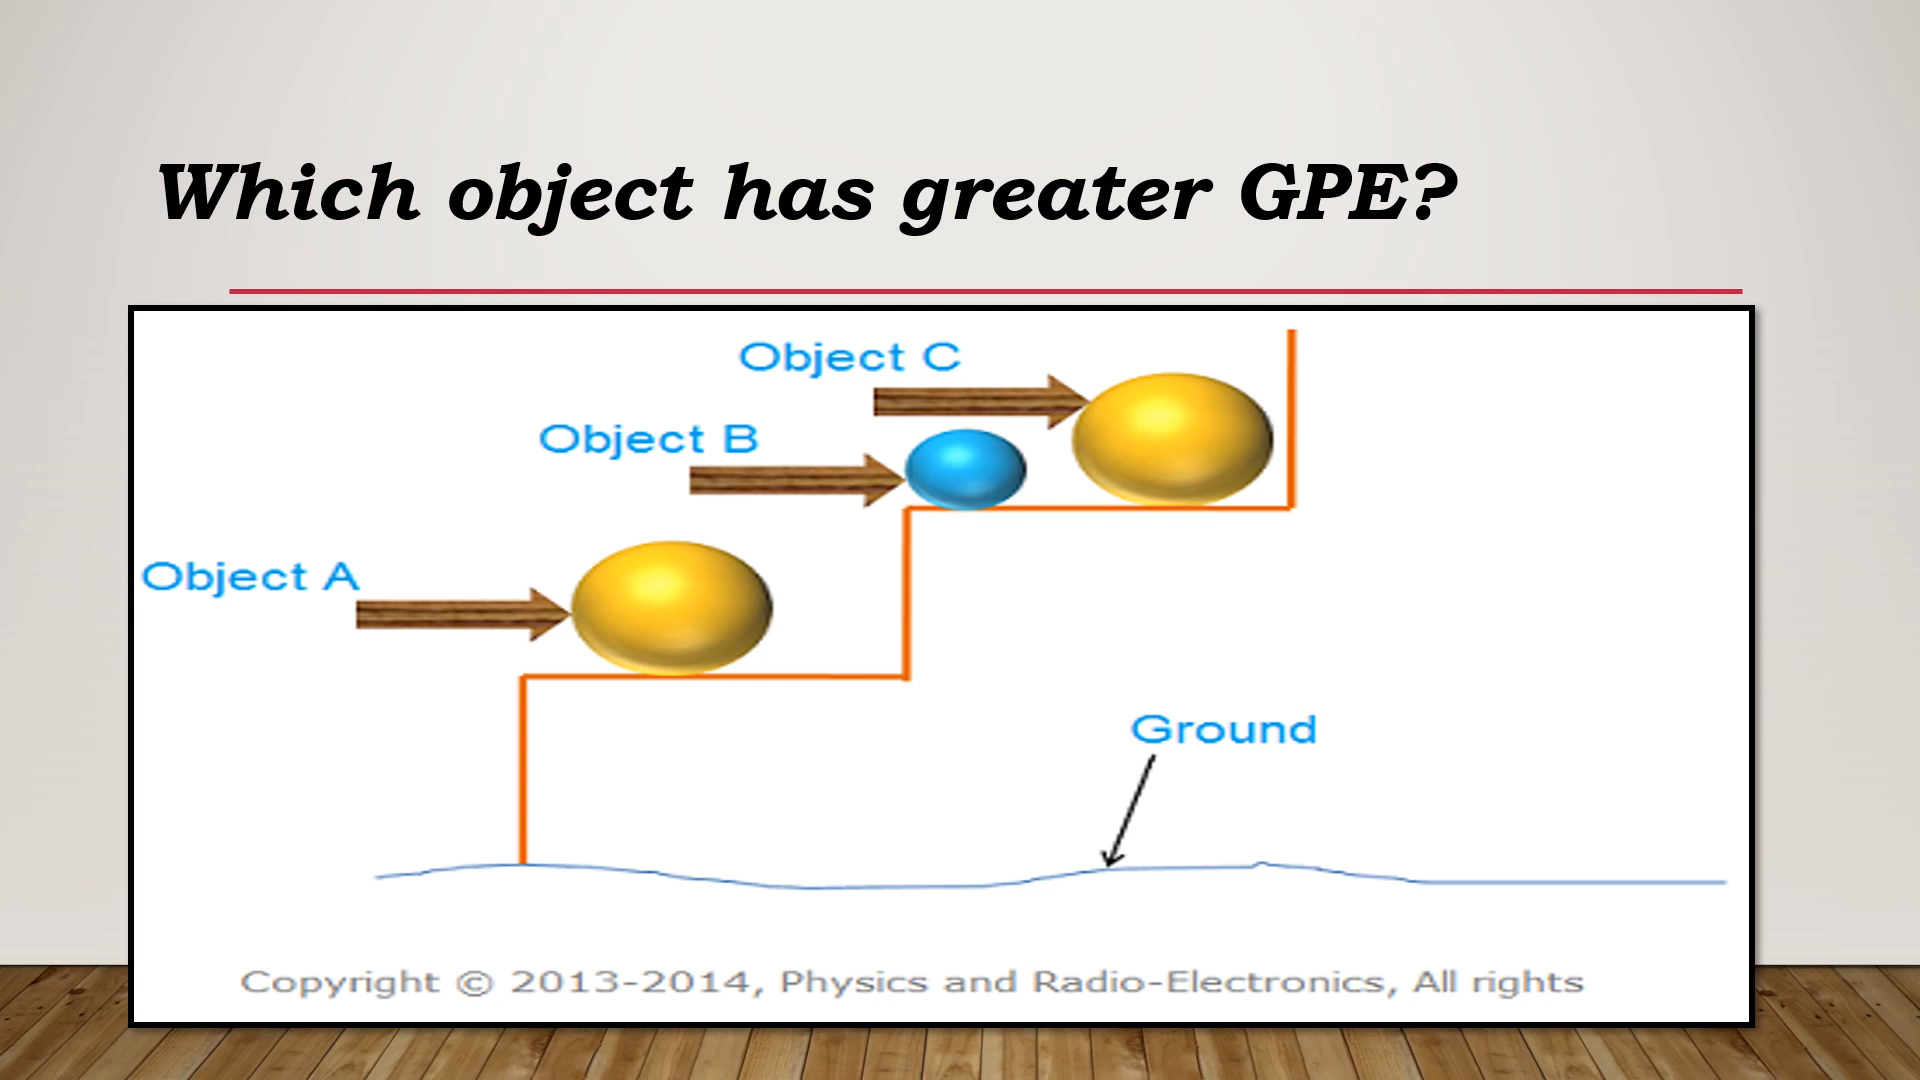 Which object has greater GPE?
Object C
Object B
Object A
Ground
Copyright © 2013-2014, Physics and Radio-Electronics, All rights